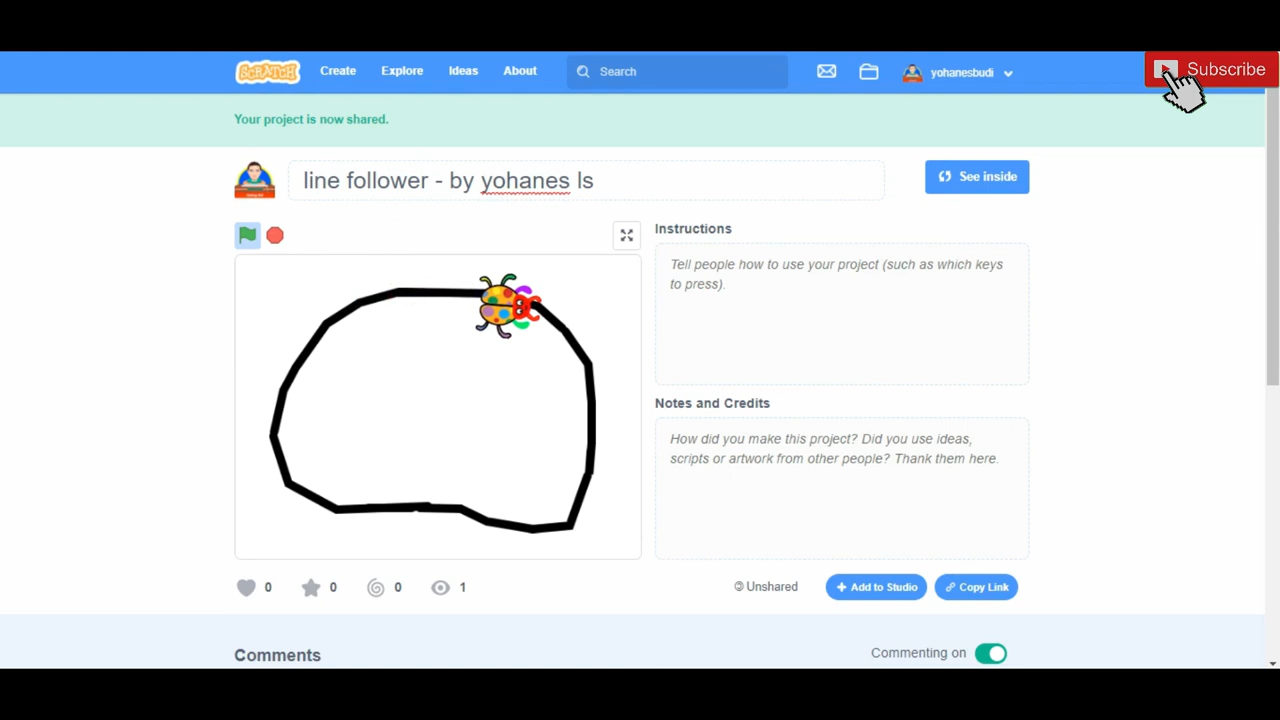 SCRATCH Create Explore Ideas About Search yohanesbudi Subscribe
Your project is now shared.
line follower - by yohanes ls
See inside
Instructions
Tell people how to use your project (such as which keys
to press).
Notes and Credits
How did you make this project? Did you use ideas,
scripts or artwork from other people? Thank them here.
0 0 0 1 Unshared Add to Studio Copy Link
Comments Commenting on